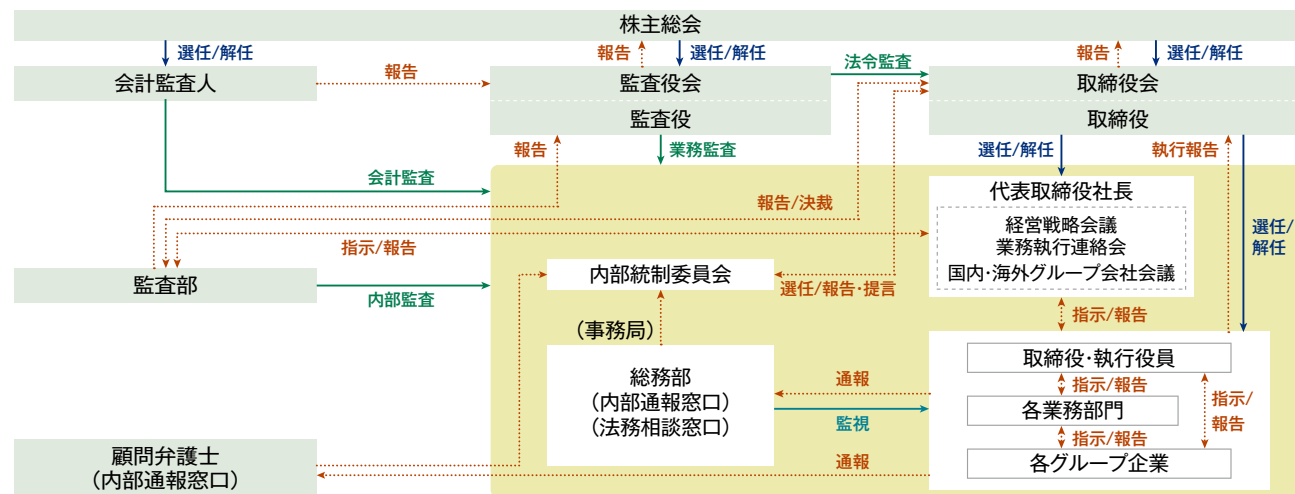 株主総会
選任/解任
報告
選任/解任
報告
選任/解任
会計監査人
報告
監査役会
監査役
法令監査
取締役会
取締役
報告
業務監査
選任/解任
執行報告
会計監査
代表取締役社長
経営戦略会議
業務執行連絡会
国内・海外グループ会社会議
報告/決裁
選任/
解任
指示/報告
監査部
内部監査
内部統制委員会
選任/報告・提言
(事務局)
指示/報告
総務部
(内部通報窓口)
(法務相談窓口)
通報
監視
取締役・執行役員
指示/報告
各業務部門
指示/
報告
指示/報告
各グループ企業
顧問弁護士
(内部通報窓口)
通報